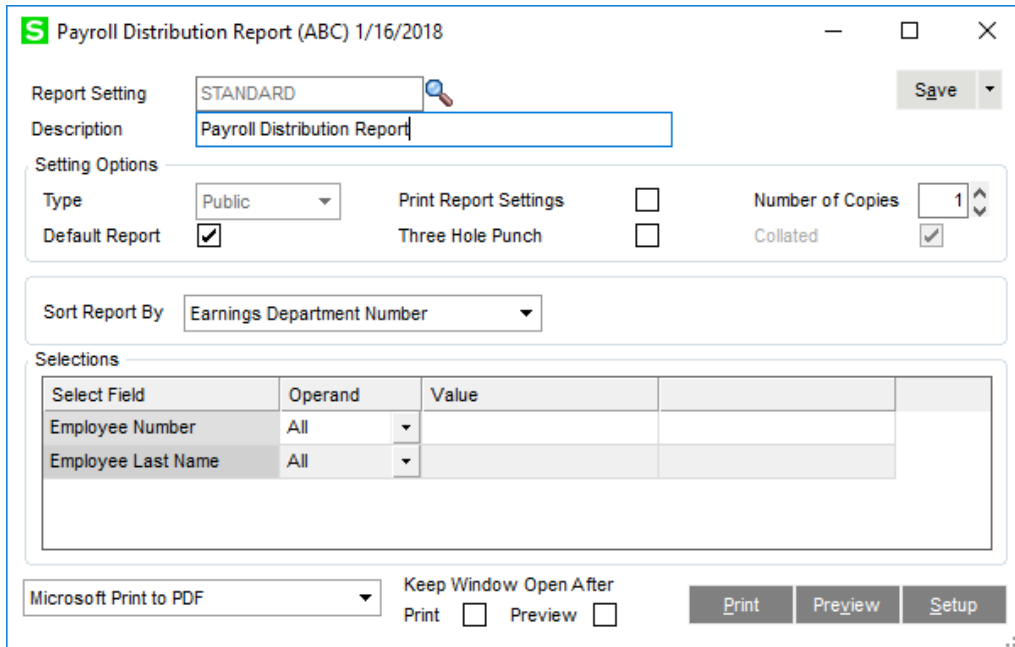 S Payroll Distribution Report (ABC) 1/16/2018
Report Setting STANDARD Save
Description Payroll Distribution Report
Setting Options
Type Public Print Report Settings Number of Copies 1
Default Report Three Hole Punch Collated
Sort Report By Earnings Department Number
Selections
Select Field Operand Value
Employee Number All
Employee Last Name All
Microsoft Print to PDF Keep Window Open After
Print Preview Print Preview Setup